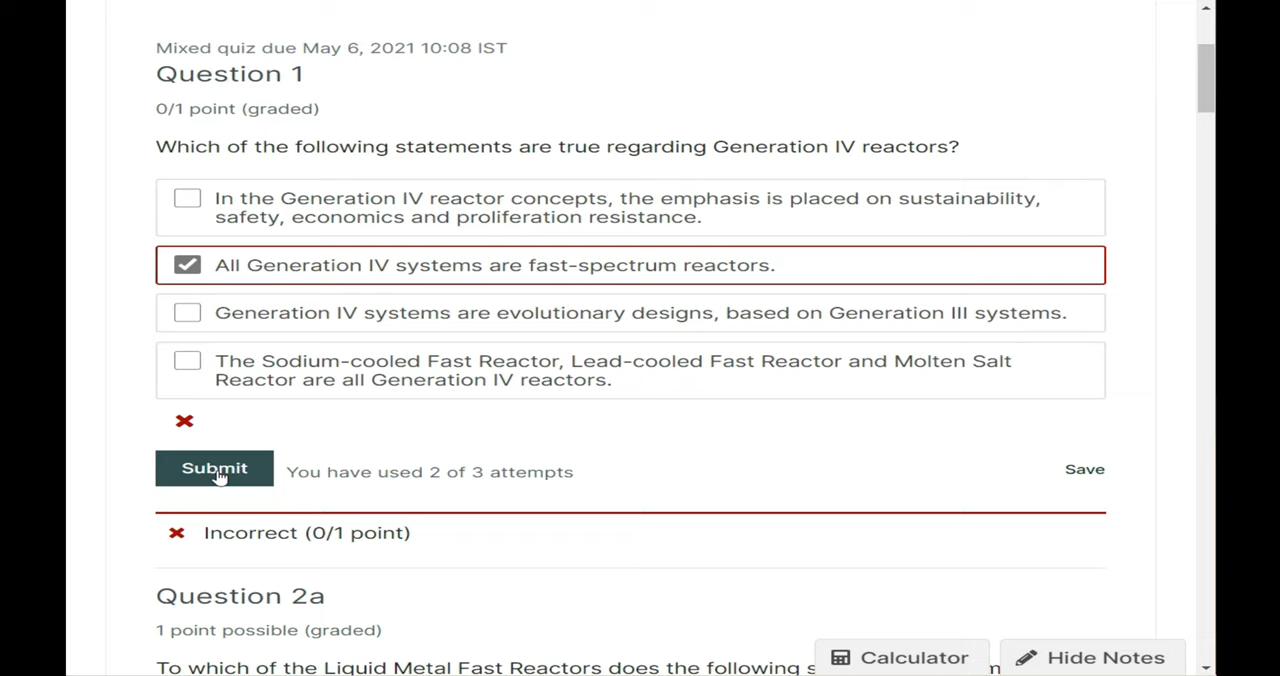 Mixed quiz due May 6, 2021 10:08 IST
Question 1
0/1 point (graded)
Which of the following statements are true regarding Generation IV reactors?
In the Generation IV reactor concepts, the emphasis is placed on sustainability,
safety, economics and proliferation resistance.
All Generation IV systems are fast-spectrum reactors.
Generation IV systems are evolutionary designs, based on Generation III systems.
The Sodium-cooled Fast Reactor, Lead-cooled Fast Reactor and Molten Salt
Reactor are all Generation IV reactors.
Submit
You have used 2 of 3 attempts
Save
Incorrect (0/1 point)
Question 2a
1 point possible (graded)
To which of the Liquid Metal Fast Reactors does the following
Calculator
Hide Notes